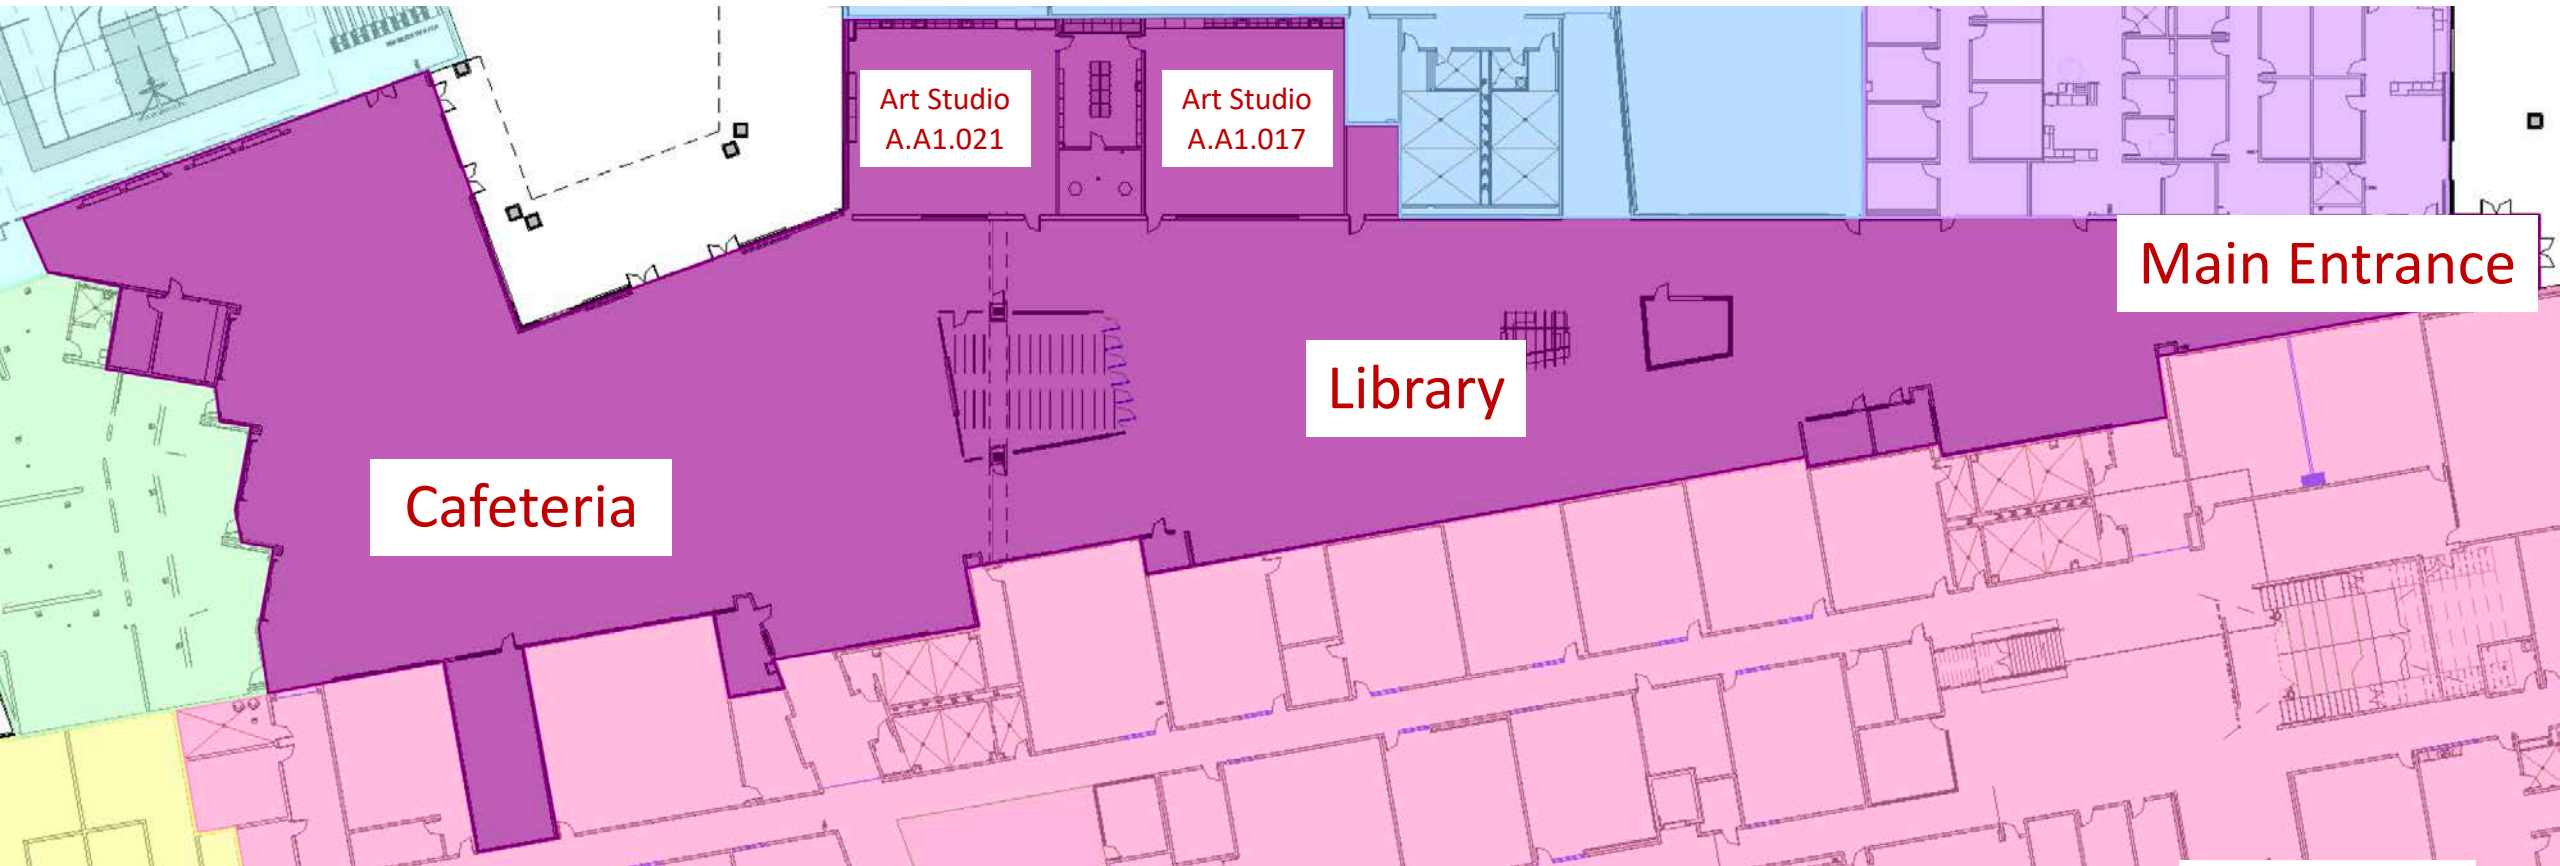 Art Studio
A.A1.021
Art Studio
A.A1.017
Main Entrance
Library
Cafeteria